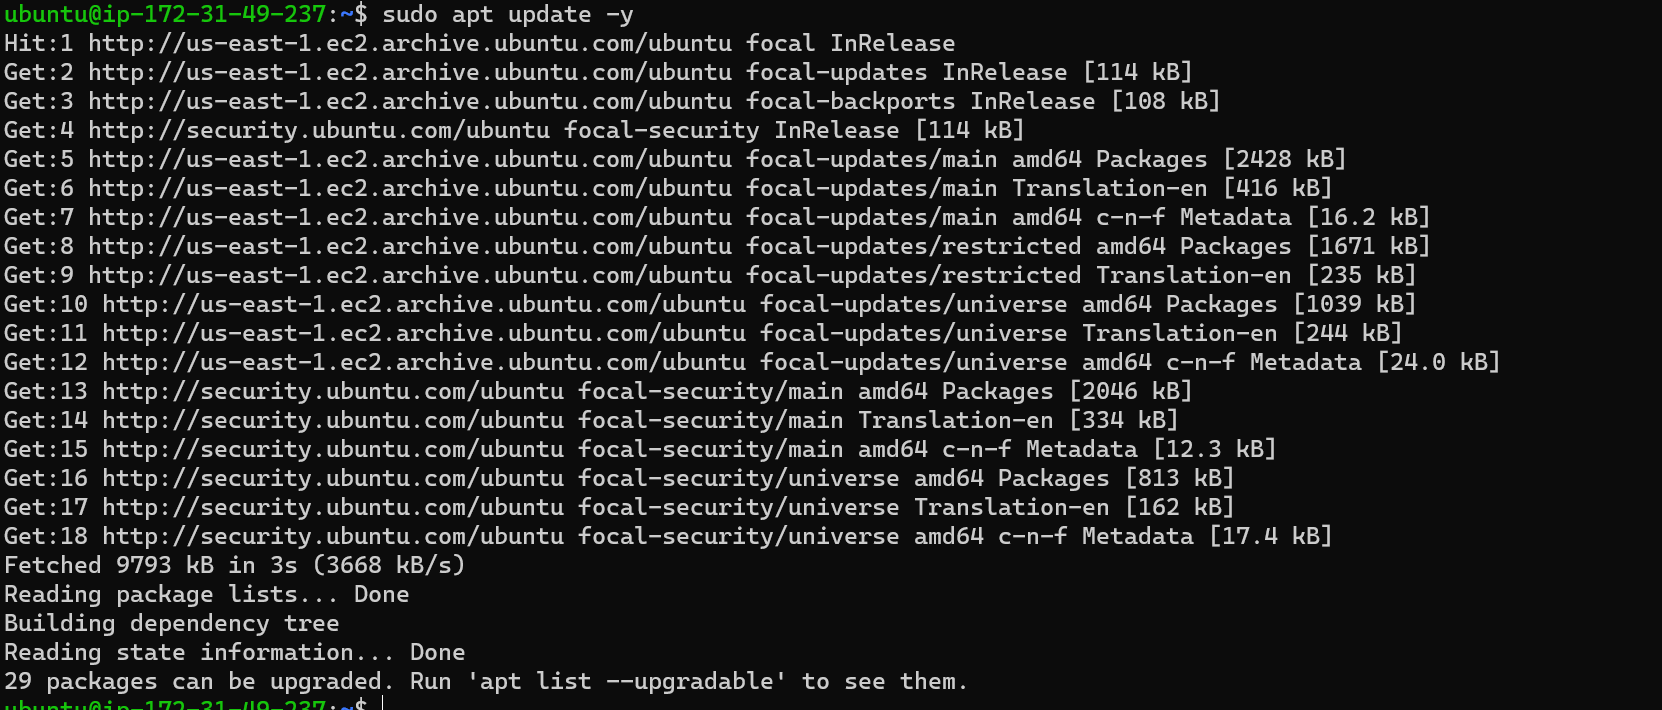 ubuntu@ip-172-31-49-237:~$ sudo apt update -y
Hit:1 http://us-east-1.ec2.archive.ubuntu.com/ubuntu focal InRelease
Get:2 http://us-east-1.ec2.archive.ubuntu.com/ubuntu focal-updates InRelease [114 kB]
Get:3 http://us-east-1.ec2.archive.ubuntu.com/ubuntu focal-backports InRelease [108 kB]
Get:4 http://security.ubuntu.com/ubuntu focal-security InRelease [114 kB]
Get:5 http://us-east-1.ec2.archive.ubuntu.com/ubuntu focal-updates/main amd64 Packages [2428 kB]
Get:6 http://us-east-1.ec2.archive.ubuntu.com/ubuntu focal-updates/main Translation-en [416 kB]
Get:7 http://us-east-1.ec2.archive.ubuntu.com/ubuntu focal-updates/main amd64 c-n-f Metadata [16.2 kB]
Get:8 http://us-east-1.ec2.archive.ubuntu.com/ubuntu focal-updates/restricted amd64 Packages [1671 kB]
Get:9 http://us-east-1.ec2.archive.ubuntu.com/ubuntu focal-updates/restricted Translation-en [235 kB]
Get:10 http://us-east-1.ec2.archive.ubuntu.com/ubuntu focal-updates/universe amd64 Packages [1039 kB]
Get:11 http://us-east-1.ec2.archive.ubuntu.com/ubuntu focal-updates/universe Translation-en [244 kB]
Get:12 http://us-east-1.ec2.archive.ubuntu.com/ubuntu focal-updates/universe amd64 c-n-f Metadata [24.0 kB]
Get:13 http://security.ubuntu.com/ubuntu focal-security/main amd64 Packages [2046 kB]
Get:14 http://security.ubuntu.com/ubuntu focal-security/main Translation-en [334 kB]
Get:15 http://security.ubuntu.com/ubuntu focal-security/main amd64 c-n-f Metadata [12.3 kB]
Get:16 http://security.ubuntu.com/ubuntu focal-security/universe amd64 Packages [813 kB]
Get:17 http://security.ubuntu.com/ubuntu focal-security/universe Translation-en [162 kB]
Get:18 http://security.ubuntu.com/ubuntu focal-security/universe amd64 c-n-f Metadata [17.4 kB]
Fetched 9793 kB in 3s (3668 kB/s)
Reading package lists... Done
Building dependency tree
Reading state information... Done
29 packages can be upgraded. Run 'apt list --upgradable' to see them.
ubuntu@ip-172-31-49-237:~$